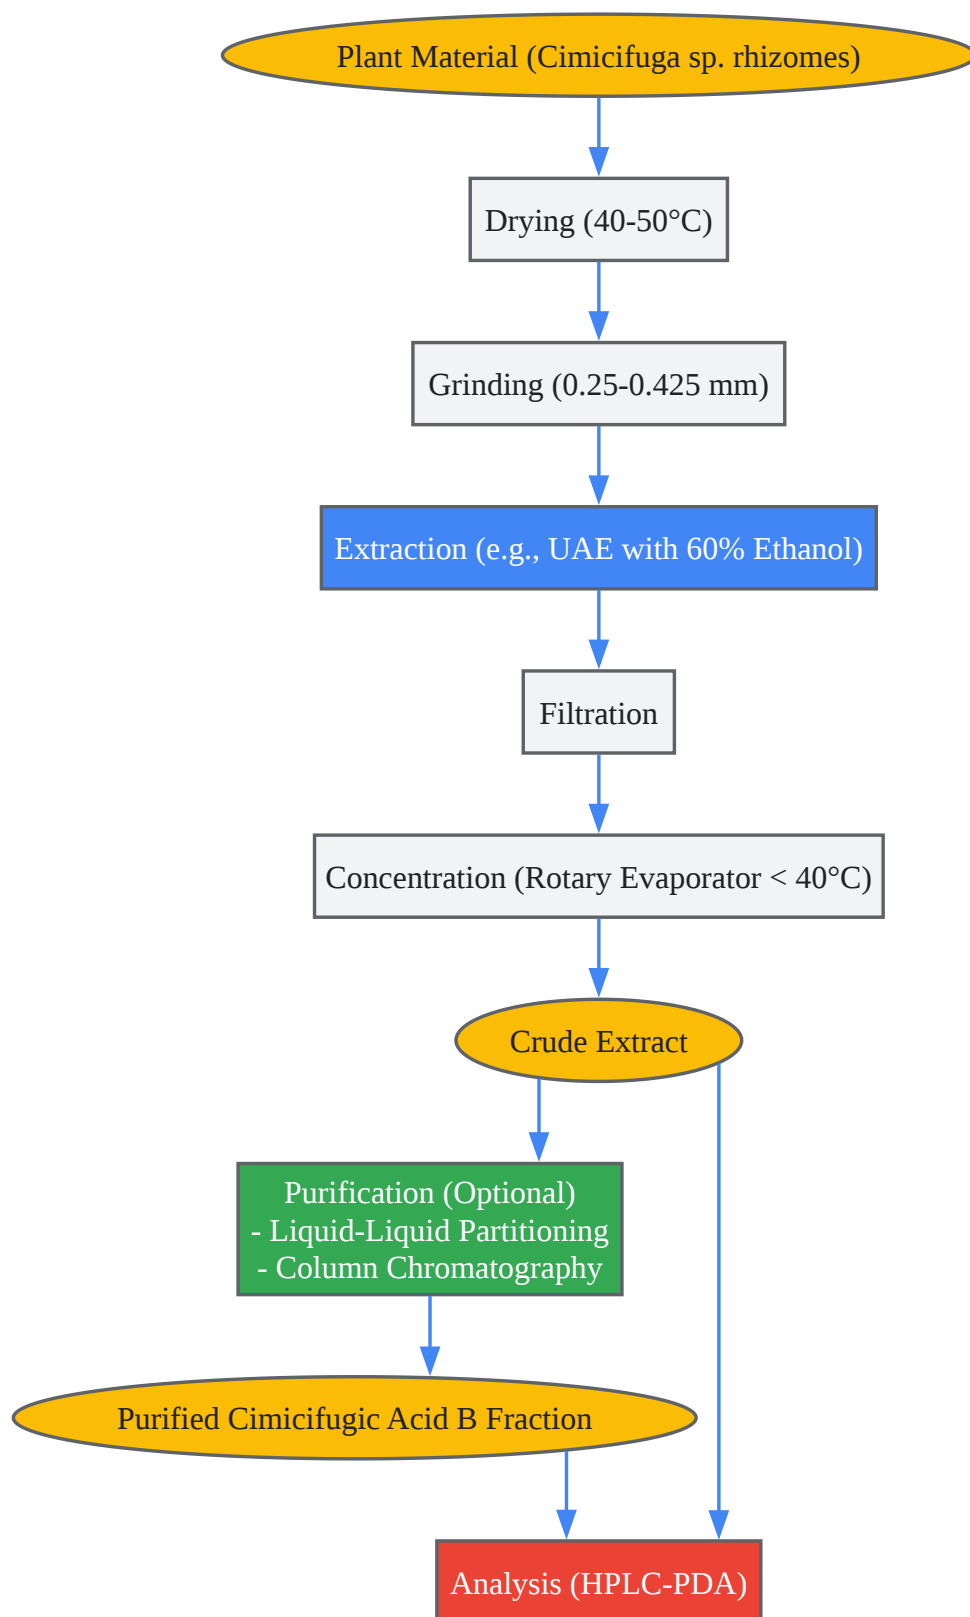 Plant Material (Cimicifuga sp. rhizomes)
Drying (40-50°C)
Grinding (0.25-0.425 mm)
Extraction (e.g., UAE with 60% Ethanol)
Filtration
Concentration (Rotary Evaporator < 40°C)
Crude Extract
Purification (Optional)
- Liquid-Liquid Partitioning
- Column Chromatography
Purified Cimicifugic Acid B Fraction
Analysis (HPLC-PDA)